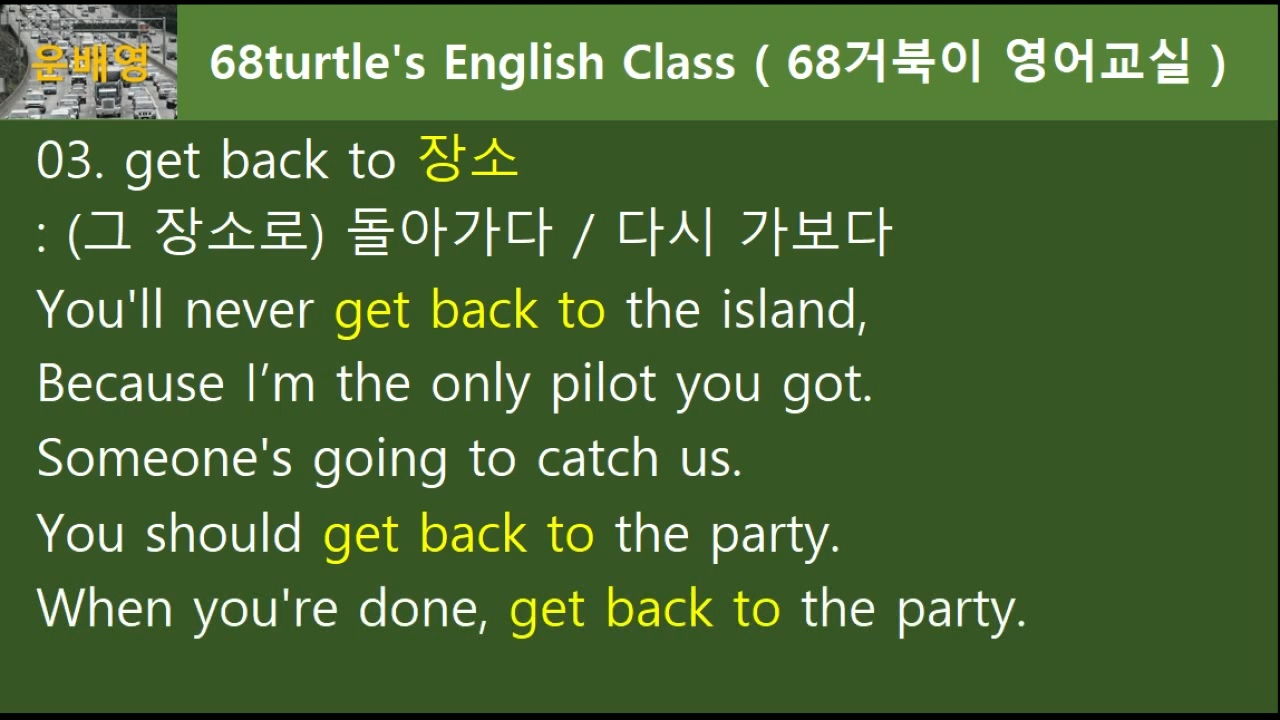 윤배영
68turtle's English Class ( 68거북이 영어교실 )
03. get back to 장소
: (그 장소로) 돌아가다 / 다시 가보다
You'll never get back to the island,
Because I’m the only pilot you got.
Someone's going to catch us.
You should get back to the party.
When you're done, get back to the party.